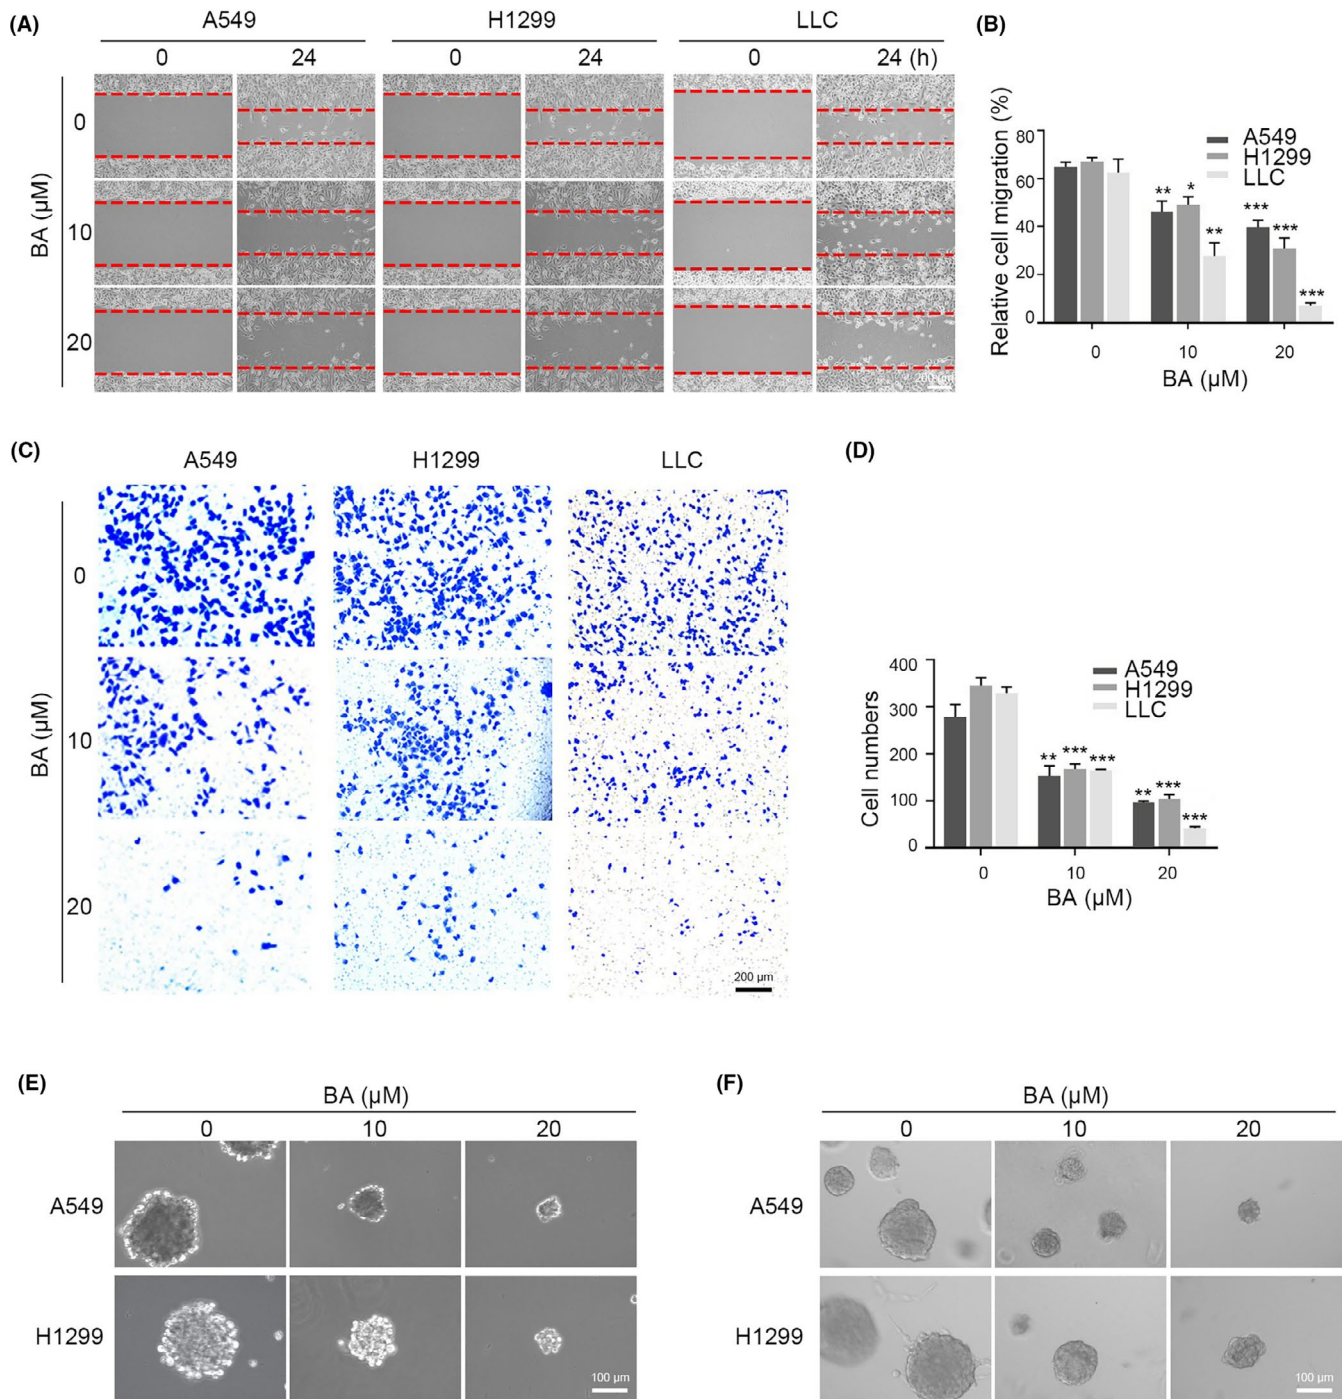 (A)
A549 H1299 LLC
0 24 0 24 0 24 (h)
BA (µM)
0
10
20
200 µm
(B)
Relative cell migration (%)
80
60
40
20
0
A549
H1299
LLC
** * **
*** *** ***
0 10 20
BA (µM)
(C)
A549 H1299 LLC
BA (µM)
0
10
20
200 µm
(D)
Cell numbers
400
300
200
100
0
A549
H1299
LLC
** *** ***
** *** ***
0 10 20
BA (µM)
(E)
BA (µM)
0 10 20
A549
H1299
100 µm
(F)
BA (µM)
0 10 20
A549
H1299
100 µm